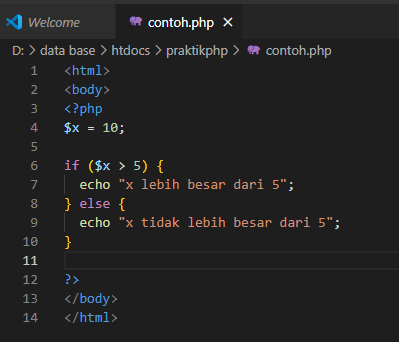 Welcome contoh.php ×
D: > data base > htdocs > praktikphp > contoh.php
1 <html>
2 <body>
3 <?php
4 $x = 10;
5
6 if ($x > 5) {
7 echo "x lebih besar dari 5";
8 } else {
9 echo "x tidak lebih besar dari 5";
10 }
11
12 ?>
13 </body>
14 </html>